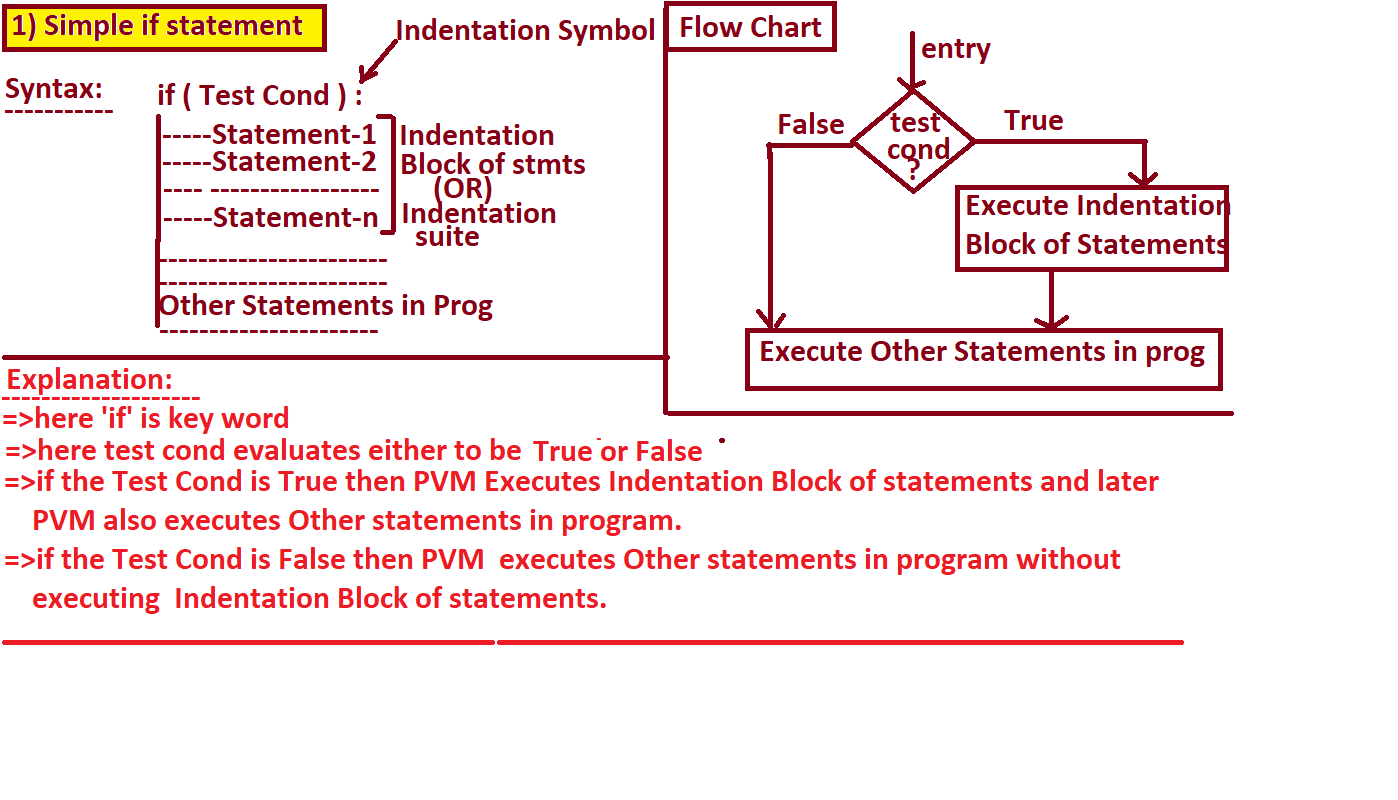 1) Simple if statement
Indentation Symbol
Syntax:
-----------
if ( Test Cond ) :
-----Statement-1
-----Statement-2
---- -----------------
-----Statement-n
Indentation
Block of stmts
(OR)
Indentation
suite
-----------------------
-----------------------
Other Statements in Prog
----------------------
Flow Chart
entry
test
cond
?
False
True
Execute Indentation
Block of Statements
Execute Other Statements in prog
Explanation:
--------------------
=>here 'if' is key word
=>here test cond evaluates either to be True or False
=>if the Test Cond is True then PVM Executes Indentation Block of statements and later
PVM also executes Other statements in program.
=>if the Test Cond is False then PVM executes Other statements in program without
executing Indentation Block of statements.